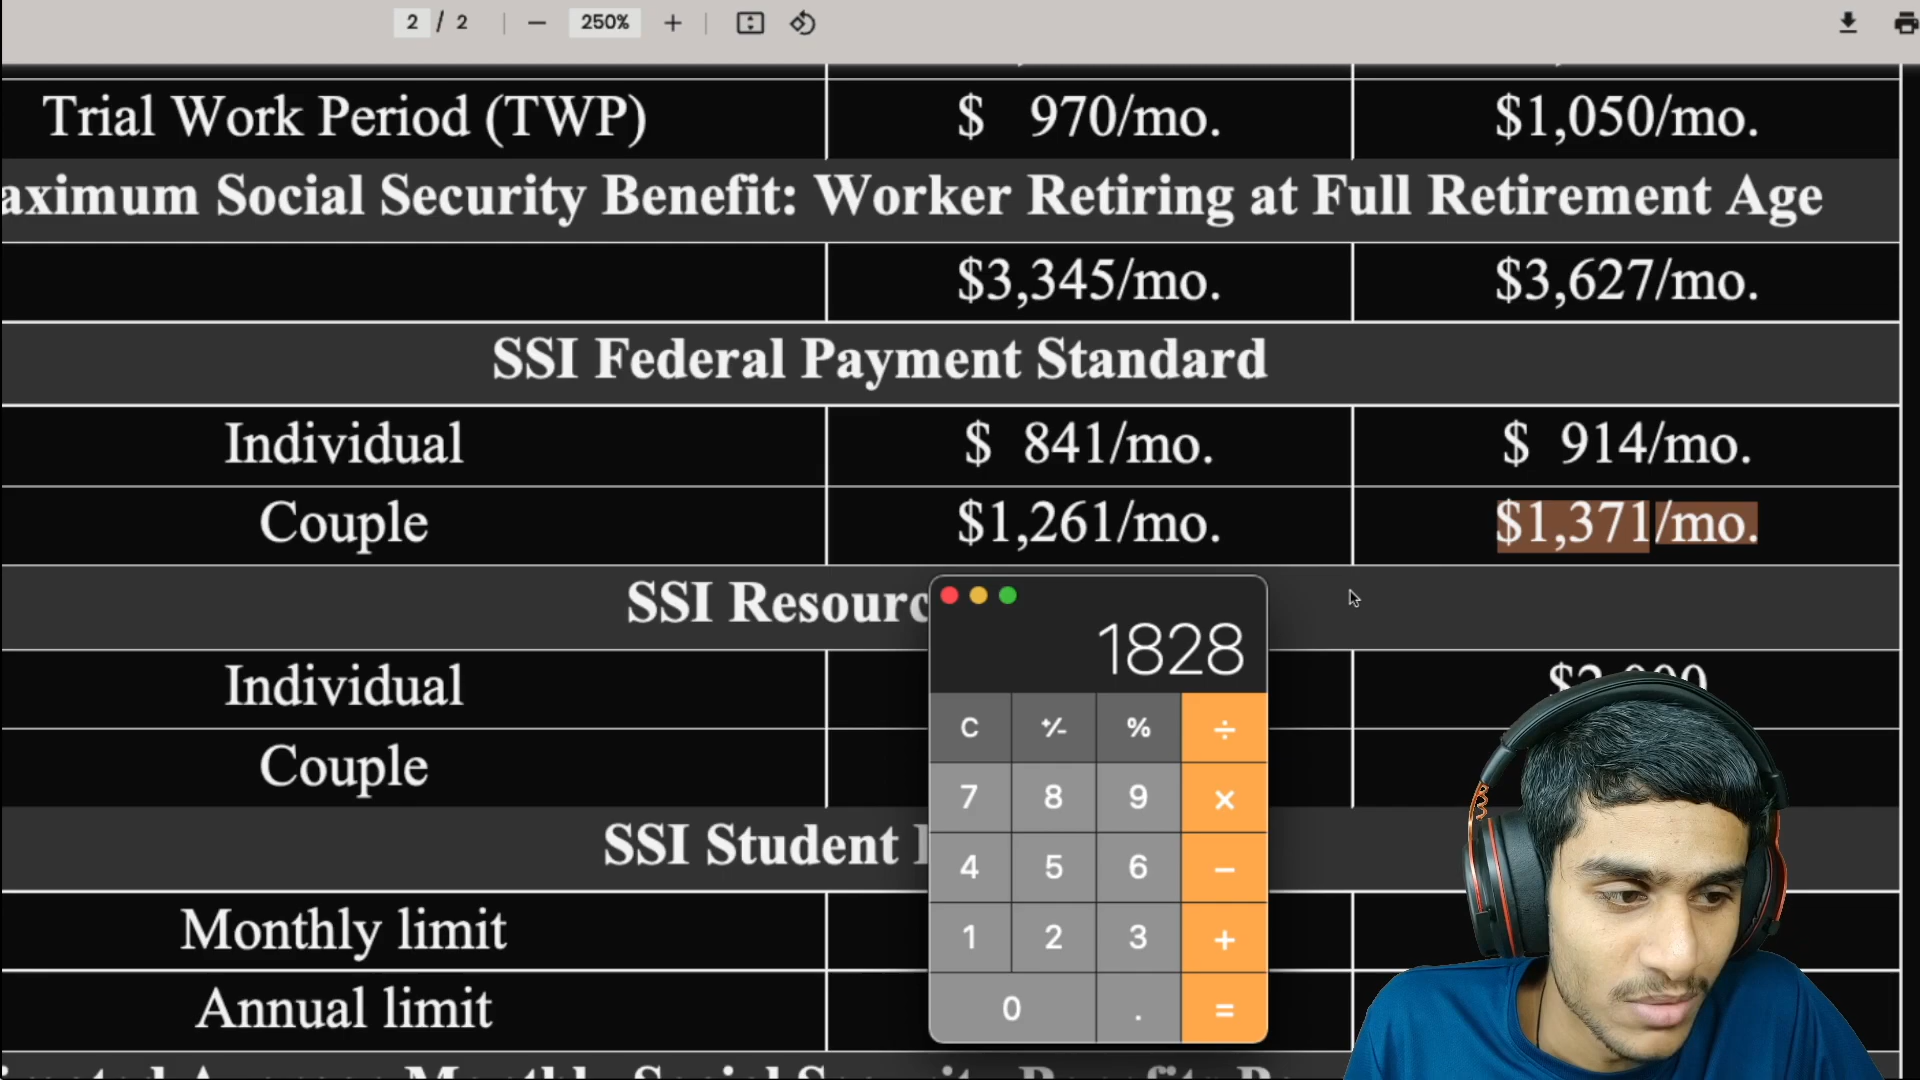 2 / 2 − 250% +
Trial Work Period (TWP) $ 970/mo. $1,050/mo.
aximum Social Security Benefit: Worker Retiring at Full Retirement Age
$3,345/mo. $3,627/mo.
SSI Federal Payment Standard
Individual $ 841/mo. $ 914/mo.
Couple $1,261/mo. $1,371/mo.
SSI Resourc
1828
Individual
Couple
C +/- % ÷
7 8 9 ×
SSI Student
4 5 6 −
Monthly limit
1 2 3 +
Annual limit
0 . =